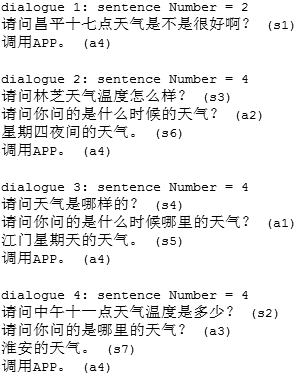 dialogue 1: sentence Number = 2
请问昌平十七点天气是不是很好啊? (s1)
调用APP。 (a4)
dialogue 2: sentence Number = 4
请问林芝天气温度怎么样? (s3)
请问你问的是什么时候的天气? (a2)
星期四夜间的天气。 (s6)
调用APP。 (a4)
dialogue 3: sentence Number = 4
请问天气是哪样的? (s4)
请问你问的是什么时候哪里的天气? (a1)
江门星期天的天气。 (s5)
调用APP。 (a4)
dialogue 4: sentence Number = 4
请问中午十一点天气温度是多少? (s2)
请问你问的是哪里的天气? (a3)
淮安的天气。 (s7)
调用APP。 (a4)